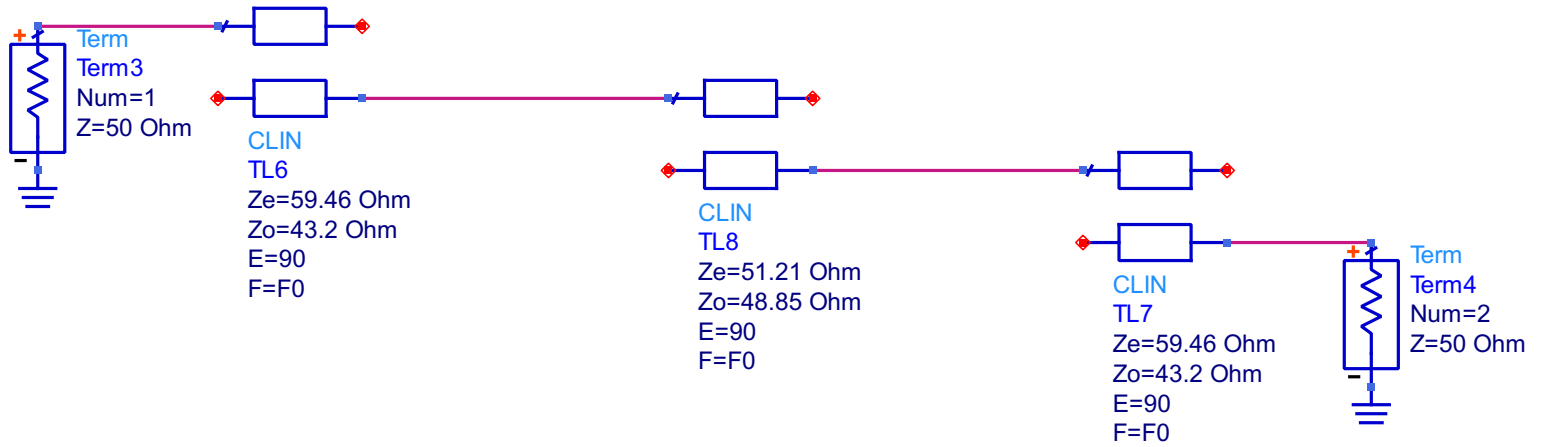 Term
Term3
Num=1
Z=50 Ohm
CLIN
TL6
Ze=59.46 Ohm
Zo=43.2 Ohm
E=90
F=F0
CLIN
TL8
Ze=51.21 Ohm
Zo=48.85 Ohm
E=90
F=F0
CLIN
TL7
Ze=59.46 Ohm
Zo=43.2 Ohm
E=90
F=F0
Term
Term4
Num=2
Z=50 Ohm